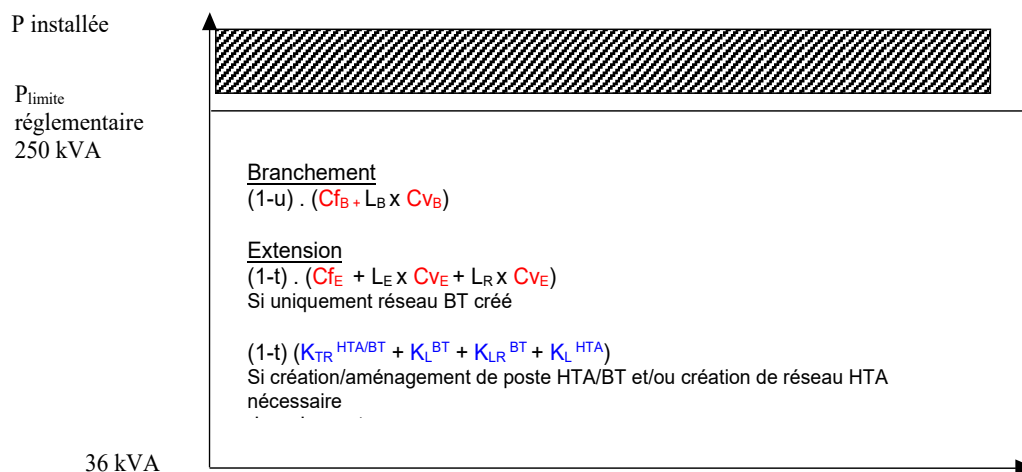 P installée
P limite
réglementaire
250 kVA
Branchement
(1-u) . (CfB + LB x CvB)
Extension
(1-t) . (CfE + LE x CvE + LR x CvE)
Si uniquement réseau BT créé
(1-t) (KTR HTA/BT + KL BT + KLR BT + KL HTA)
Si création/aménagement de poste HTA/BT et/ou création de réseau HTA
nécessaire
36 kVA